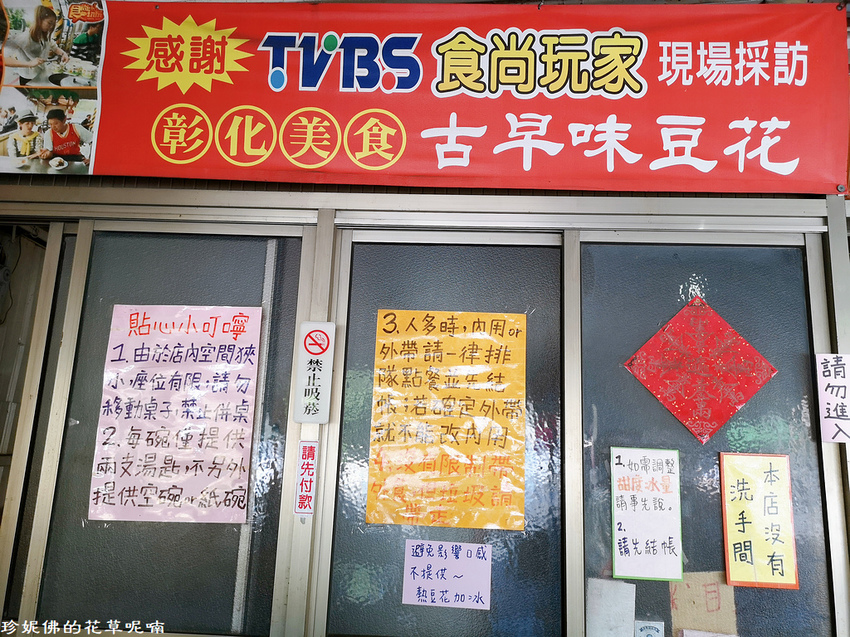 感謝 TVBS 食尚玩家 現場採訪
彰化美食 古早味豆花
貼心小叮嚀
1. 由於店內空間狹
小,座位有限,請勿
移動桌子,禁止併桌
2. 每碗僅提供
兩支湯匙,不另外
提供空碗or紙碗
禁止吸菸
請先付款
3. 人多時,內用or
外帶請一律排
隊點餐並先結
帳;若確定外帶
就不能改內用
避免影響口感
不提供~
熱豆花加冰
1. 如需調整
甜度冰量
請事先說。
2.
請先結帳
本店沒有
洗手間
請勿進入
珍妮佛的花草呢喃